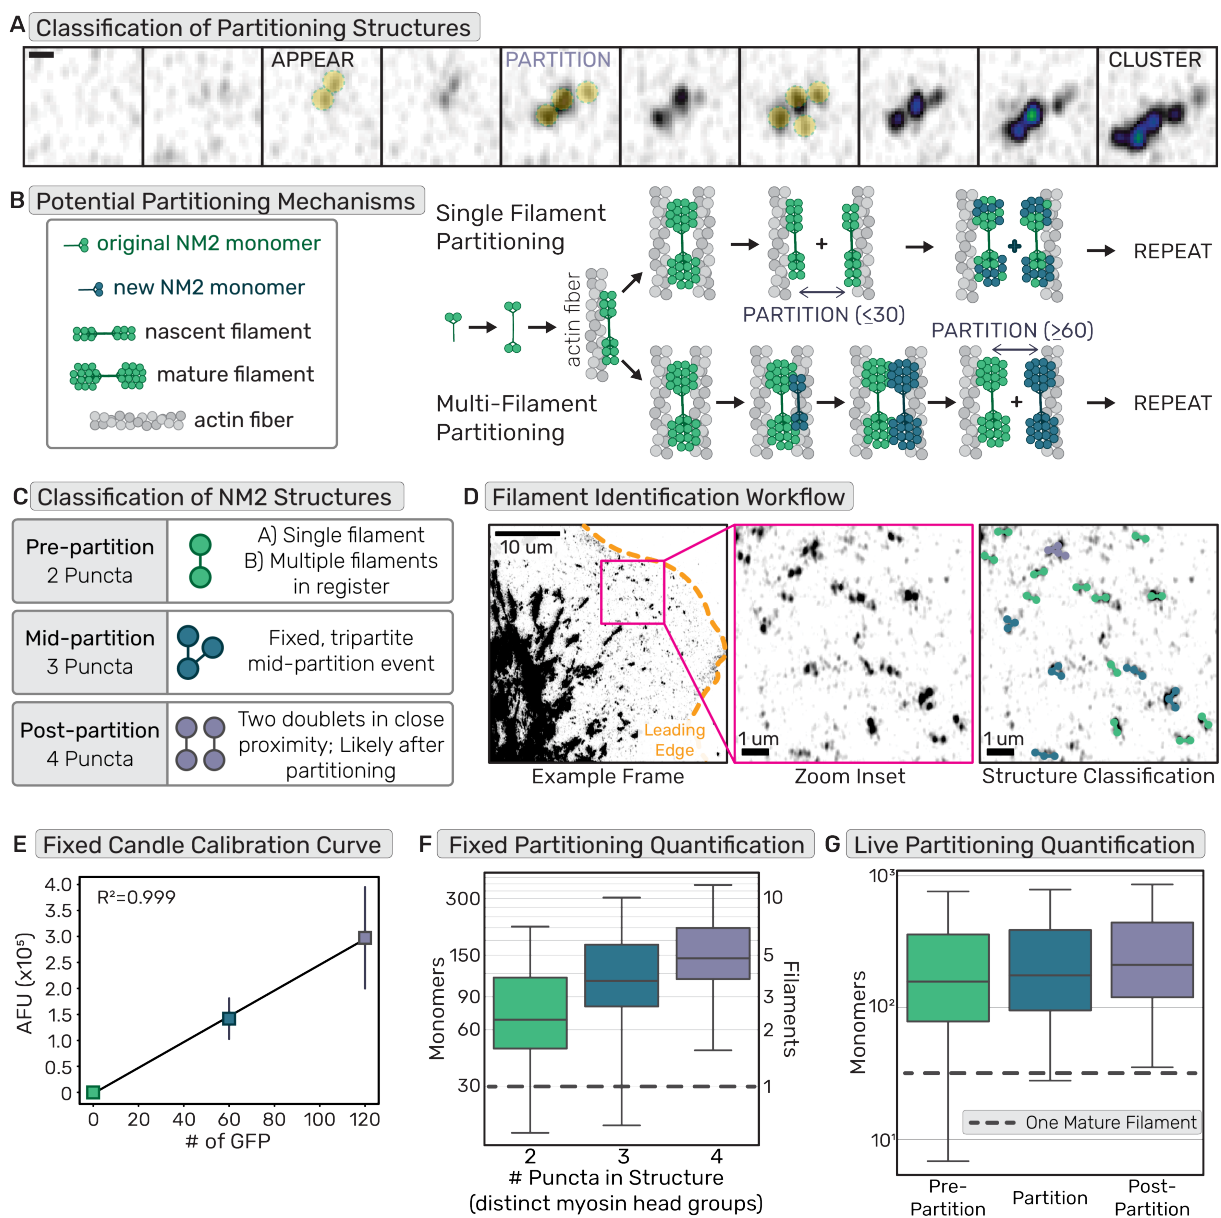 A Classification of Partitioning Structures
APPEAR
PARTITION
CLUSTER
B Potential Partitioning Mechanisms
original NM2 monomer
new NM2 monomer
nascent filament
mature filament
actin fiber
Single Filament
Partitioning
actin fiber
+
PARTITION (≤30)
+
REPEAT
Multi-Filament
Partitioning
PARTITION (≥60)
+
REPEAT
C Classification of NM2 Structures
Pre-partition
2 Puncta
A) Single filament
B) Multiple filaments
in register
Mid-partition
3 Puncta
Fixed, tripartite
mid-partition event
Post-partition
4 Puncta
Two doublets in close
proximity; Likely after
partitioning
D Filament Identification Workflow
10 um
Leading
Edge
1 um
1 um
Example Frame
Zoom Inset
Structure Classification
E Fixed Candle Calibration Curve
R²=0.999
AFU (x10⁵)
4.0
3.5
3.0
2.5
2.0
1.5
1.0
0.5
0
0 20 40 60 80 100 120
# of GFP
F Fixed Partitioning Quantification
Monomers
300
150
90
60
30
10
5
3
2
1
Filaments
2 3 4
# Puncta in Structure
(distinct myosin head groups)
G Live Partitioning Quantification
Monomers
10³
10²
10¹
One Mature Filament
Pre-
Partition
Partition
Post-
Partition